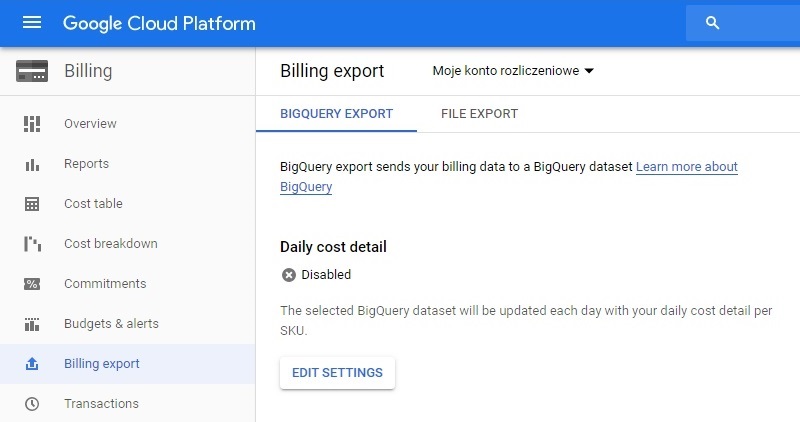 Google Cloud Platform
Billing
Billing export
Moje konto rozliczeniowe
Overview
Reports
Cost table
Cost breakdown
Commitments
Budgets & alerts
Billing export
Transactions
BIGQUERY EXPORT
FILE EXPORT
BigQuery export sends your billing data to a BigQuery dataset Learn more about
BigQuery
Daily cost detail
Disabled
The selected BigQuery dataset will be updated each day with your daily cost detail per
SKU.
EDIT SETTINGS